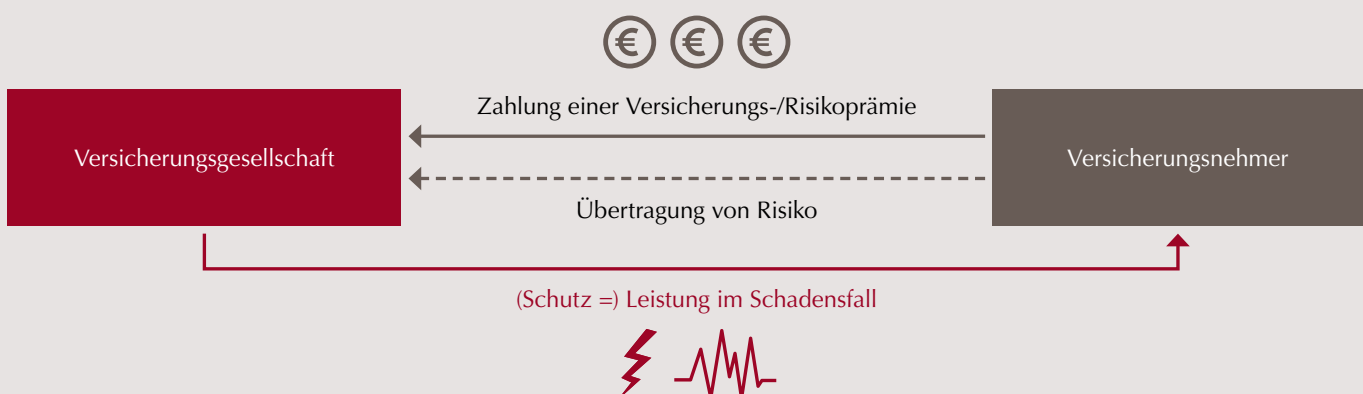 € € €
Zahlung einer Versicherungs-/Risikoprämie
Versicherungsgesellschaft
Versicherungsnehmer
Übertragung von Risiko
(Schutz =) Leistung im Schadensfall